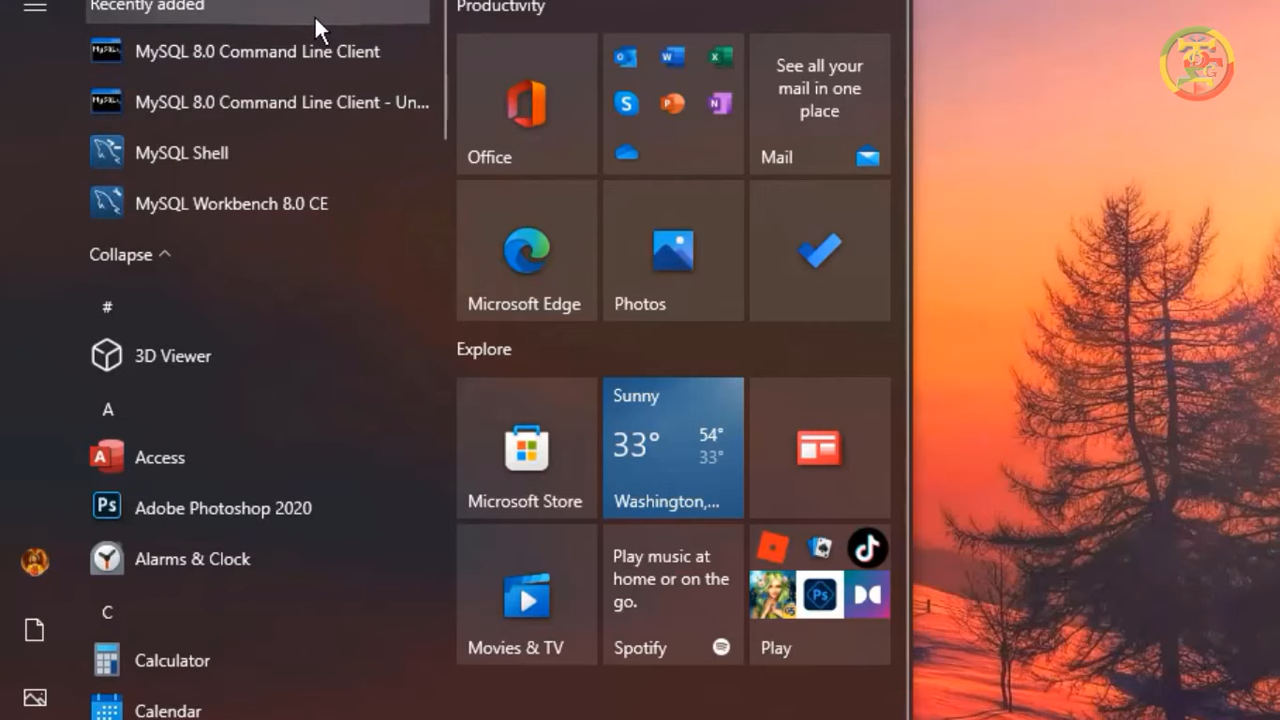 Recently added
MySQL 8.0 Command Line Client
MySQL 8.0 Command Line Client - Un...
MySQL Shell
MySQL Workbench 8.0 CE
Collapse
#
3D Viewer
A
Access
Adobe Photoshop 2020
Alarms & Clock
C
Calculator
Calendar
Productivity
Office
See all your
mail in one
place
Mail
Microsoft Edge
Photos
Explore
Microsoft Store
Sunny
33°
54°
33°
Washington,...
Movies & TV
Play music at
home or on the
go.
Spotify
Ps
Play